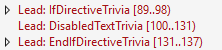 Lead: IfDirectiveTrivia [89..98)
Lead: DisabledTextTrivia [100..131)
Lead: EndIfDirectiveTrivia [131..137)